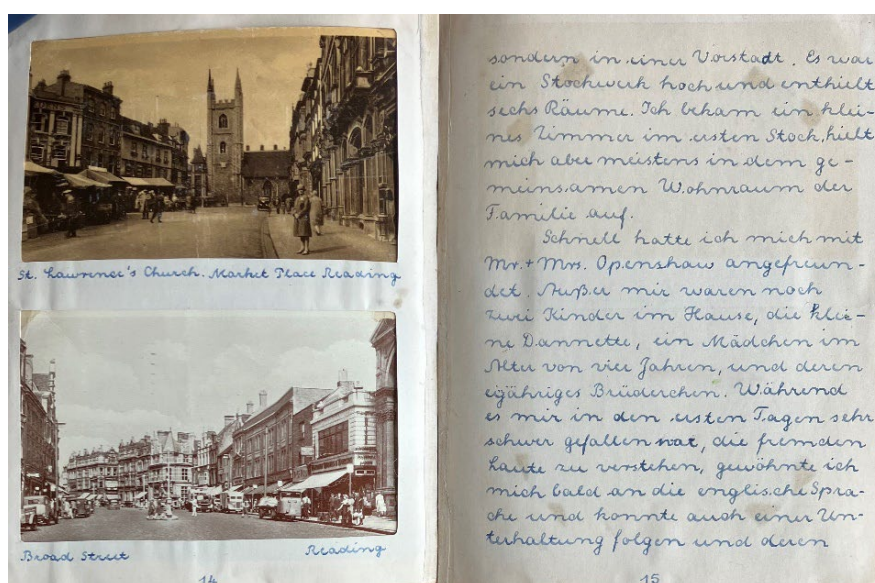 St. Lawrence's Church. Market Place Reading
Broad Street Reading
14
sondern in einer Vorstadt. Es war
ein Stockwerk hoch und enthielt
sechs Räume. Ich bekam ein klei-
nes Zimmer im ersten Stock, hielt
mich aber meistens in dem ge-
meinsamen Wohnraum der
Familie auf.
Schnell hatte ich mich mit
Mr. + Mrs. Openshaw angefreun-
det. Außer mir waren noch
zwei Kinder im Hause, die klei-
ne Dannette, ein Mädchen im
Alter von vier Jahren, und deren
ejähriges Brüderchen. Während
es mir in den ersten Tagen sehr
schwer gefallen war, die fremden
Laute zu verstehen, gewöhnte ich
mich bald an die englische Spra-
che und konnte auch einer Un-
terhaltung folgen und deren
15